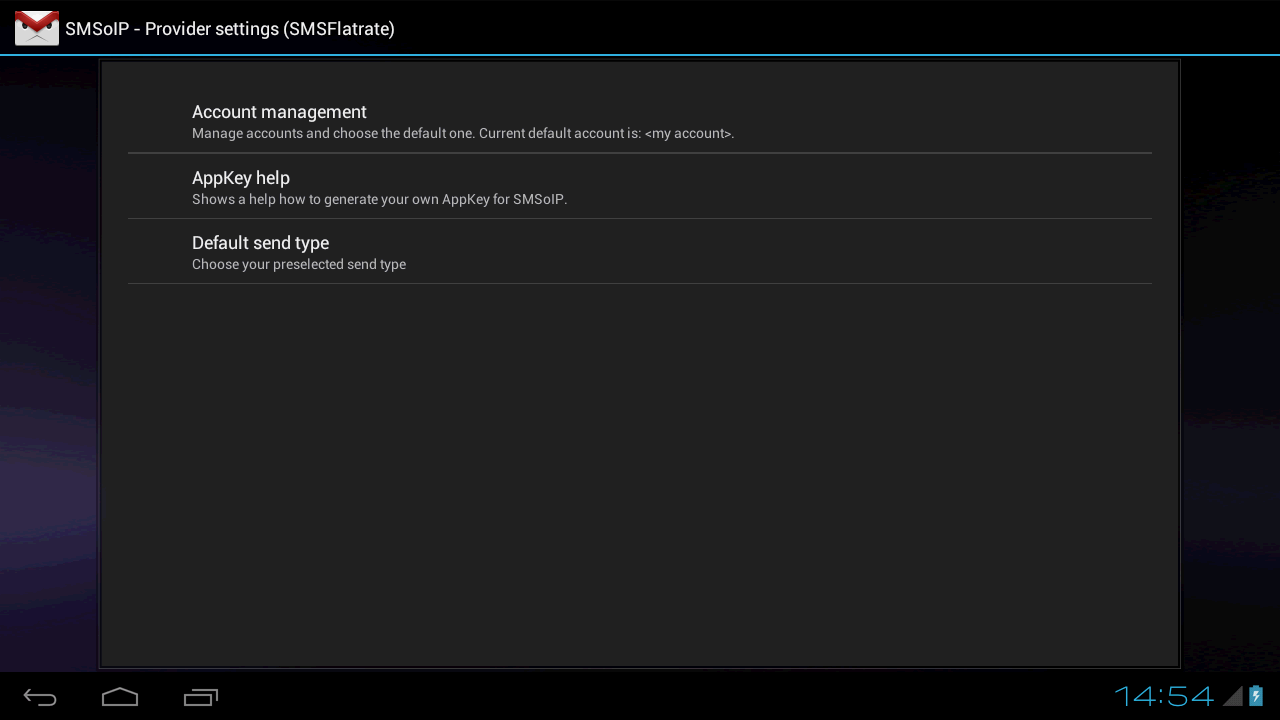 SMSoIP - Provider settings (SMSFlatrate)
Account management
Manage accounts and choose the default one. Current default account is: <my account>.
AppKey help
Shows a help how to generate your own AppKey for SMSoIP.
Default send type
Choose your preselected send type
14:54